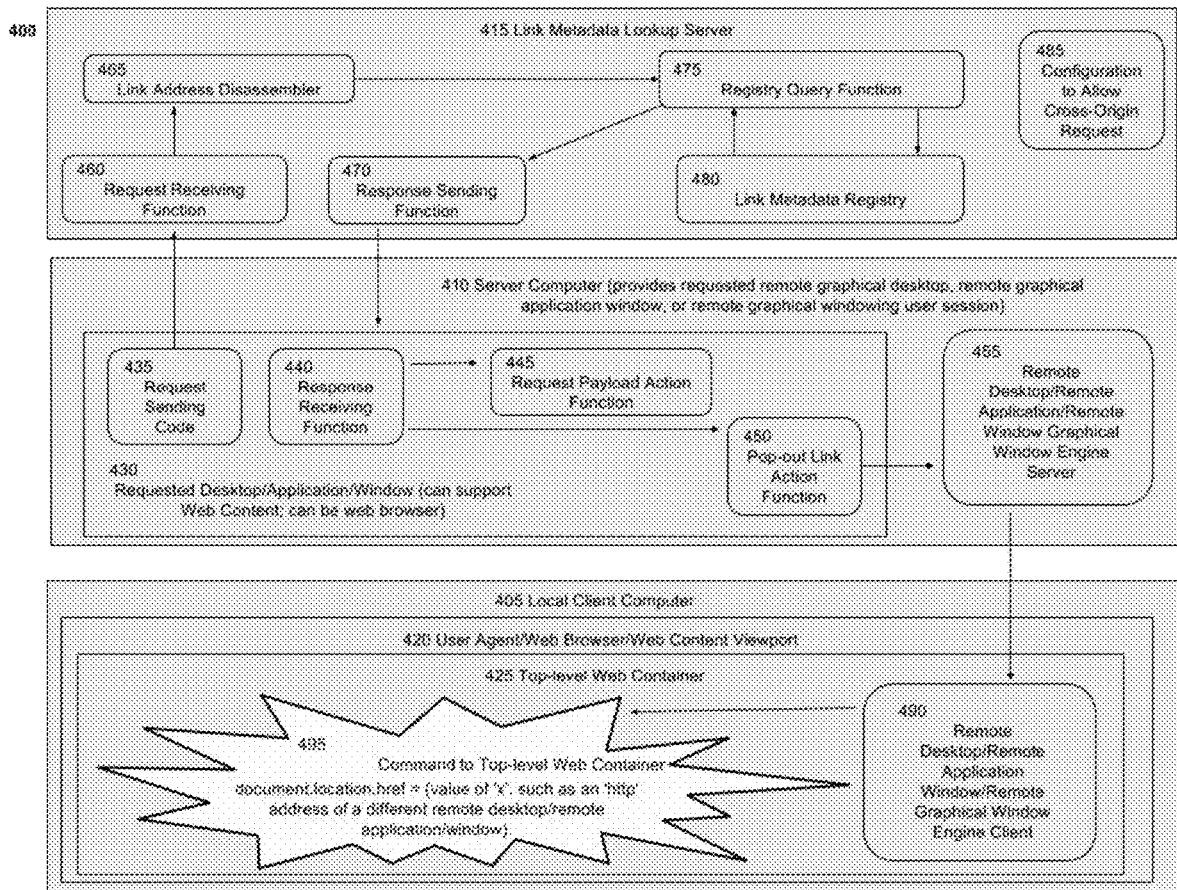 400
415 Link Metadata Lookup Server
465
Link Address Disassembler
475
Registry Query Function
485
Configuration
to Allow
Cross-Origin
Request
460
Request Receiving
Function
470
Response Sending
Function
480
Link Metadata Registry
410 Server Computer (provides requested remote graphical desktop, remote graphical
application window, or remote graphical windowing user session)
435
Request
Sending
Code
440
Response
Receiving
Function
445
Request Payload Action
Function
455
Remote
Desktop/Remote
Application/Remote
Window Graphical
Window Engine
Server
450
Pop-out Link
Action
Function
430
Requested Desktop/Application/Window (can support
Web Content; can be web browser)
405 Local Client Computer
420 User Agent/Web Browser/Web Content Viewport
425 Top-level Web Container
490
Remote
Desktop/Remote
Application
Window/Remote
Graphical Window
Engine Client
495
Command to Top-level Web Container
document.location.href = (value of 'x', such as an 'http'
address of a different remote desktop/remote
application/window)